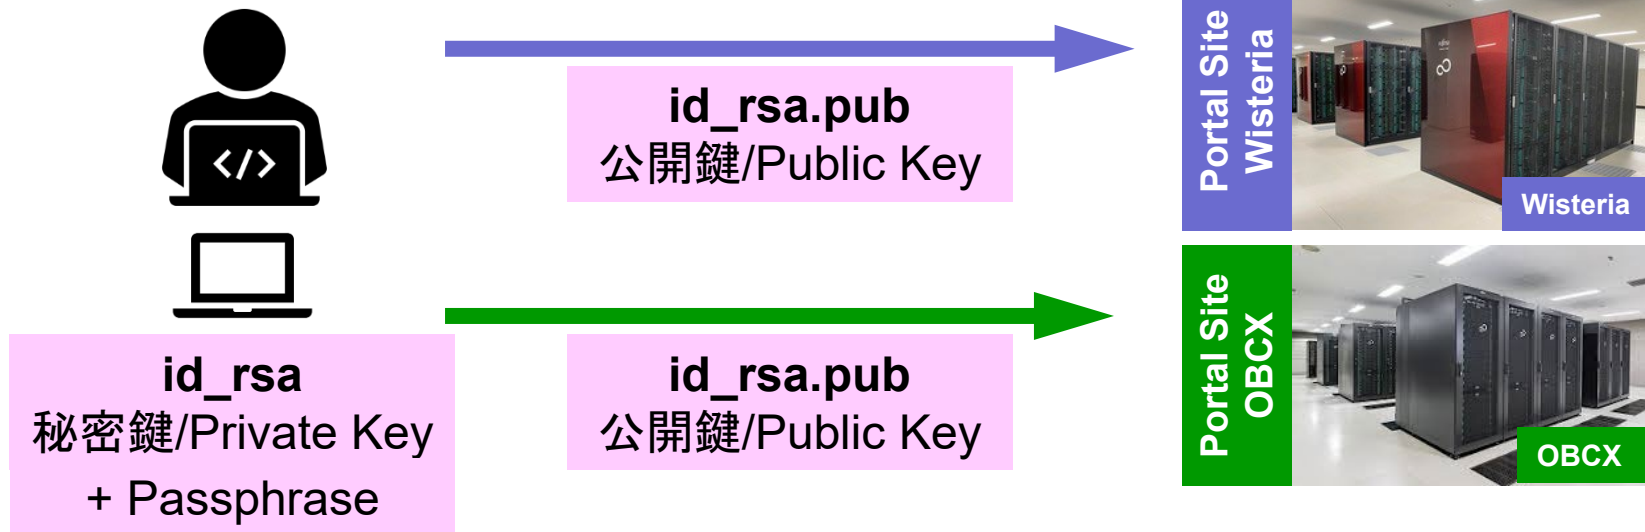 </>
id_rsa
秘密鍵/Private Key
+ Passphrase
id_rsa.pub
公開鍵/Public Key
id_rsa.pub
公開鍵/Public Key
Portal Site
Wisteria
Wisteria
Portal Site
OBCX
OBCX